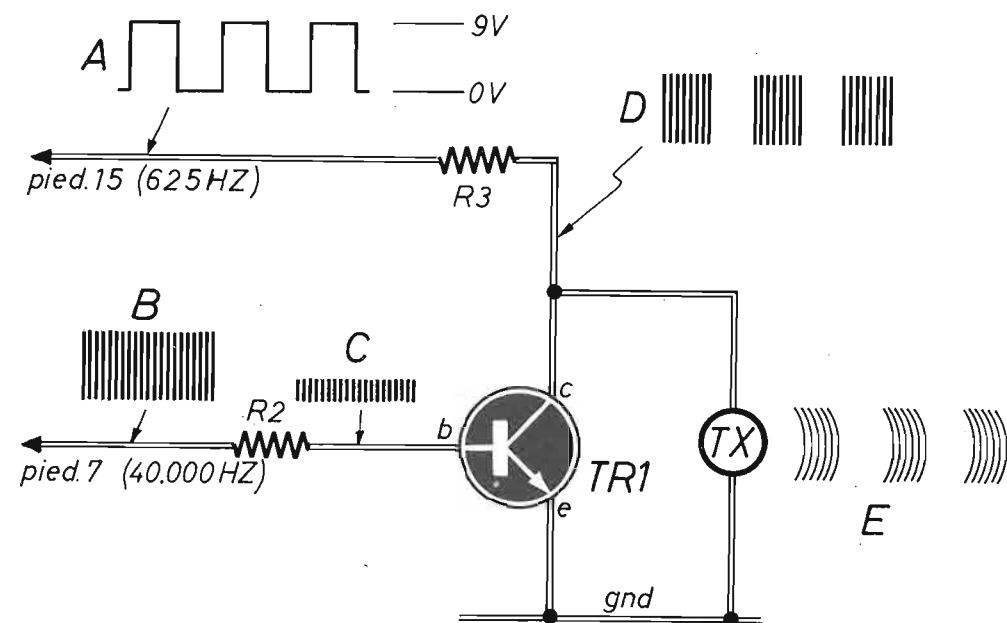 A
9V
0V
D
pied.15 (625HZ)
R3
B
C
R2
b
c
pied.7 (40.000HZ)
TR1
TX
e
E
gnd